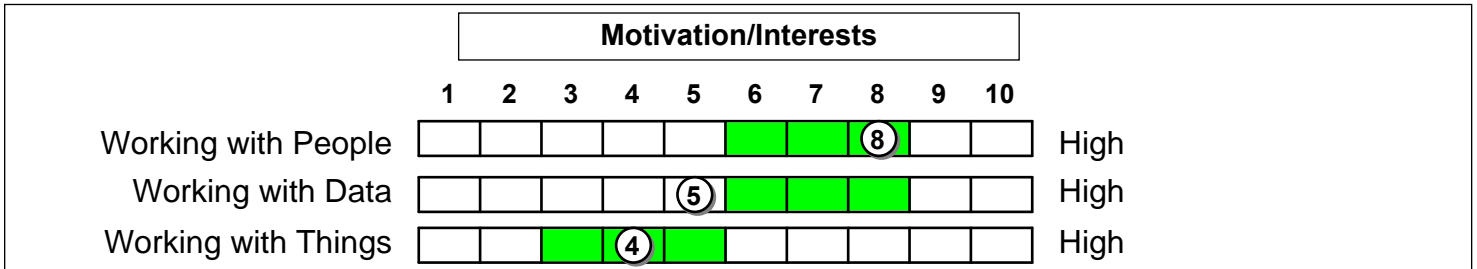 Motivation/Interests
1 2 3 4 5 6 7 8 9 10
Working with People 8 High
Working with Data 5 High
Working with Things 4 High